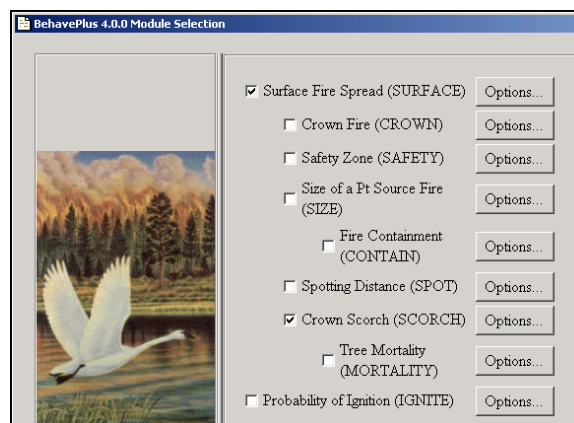 BehavePlus 4.0.0 Module Selection
Surface Fire Spread (SURFACE) Options...
Crown Fire (CROWN) Options...
Safety Zone (SAFETY) Options...
Size of a Pt Source Fire
(SIZE) Options...
Fire Containment
(CONTAIN) Options...
Spotting Distance (SPOT) Options...
Crown Scorch (SCORCH) Options...
Tree Mortality
(MORTALITY) Options...
Probability of Ignition (IGNITE) Options...